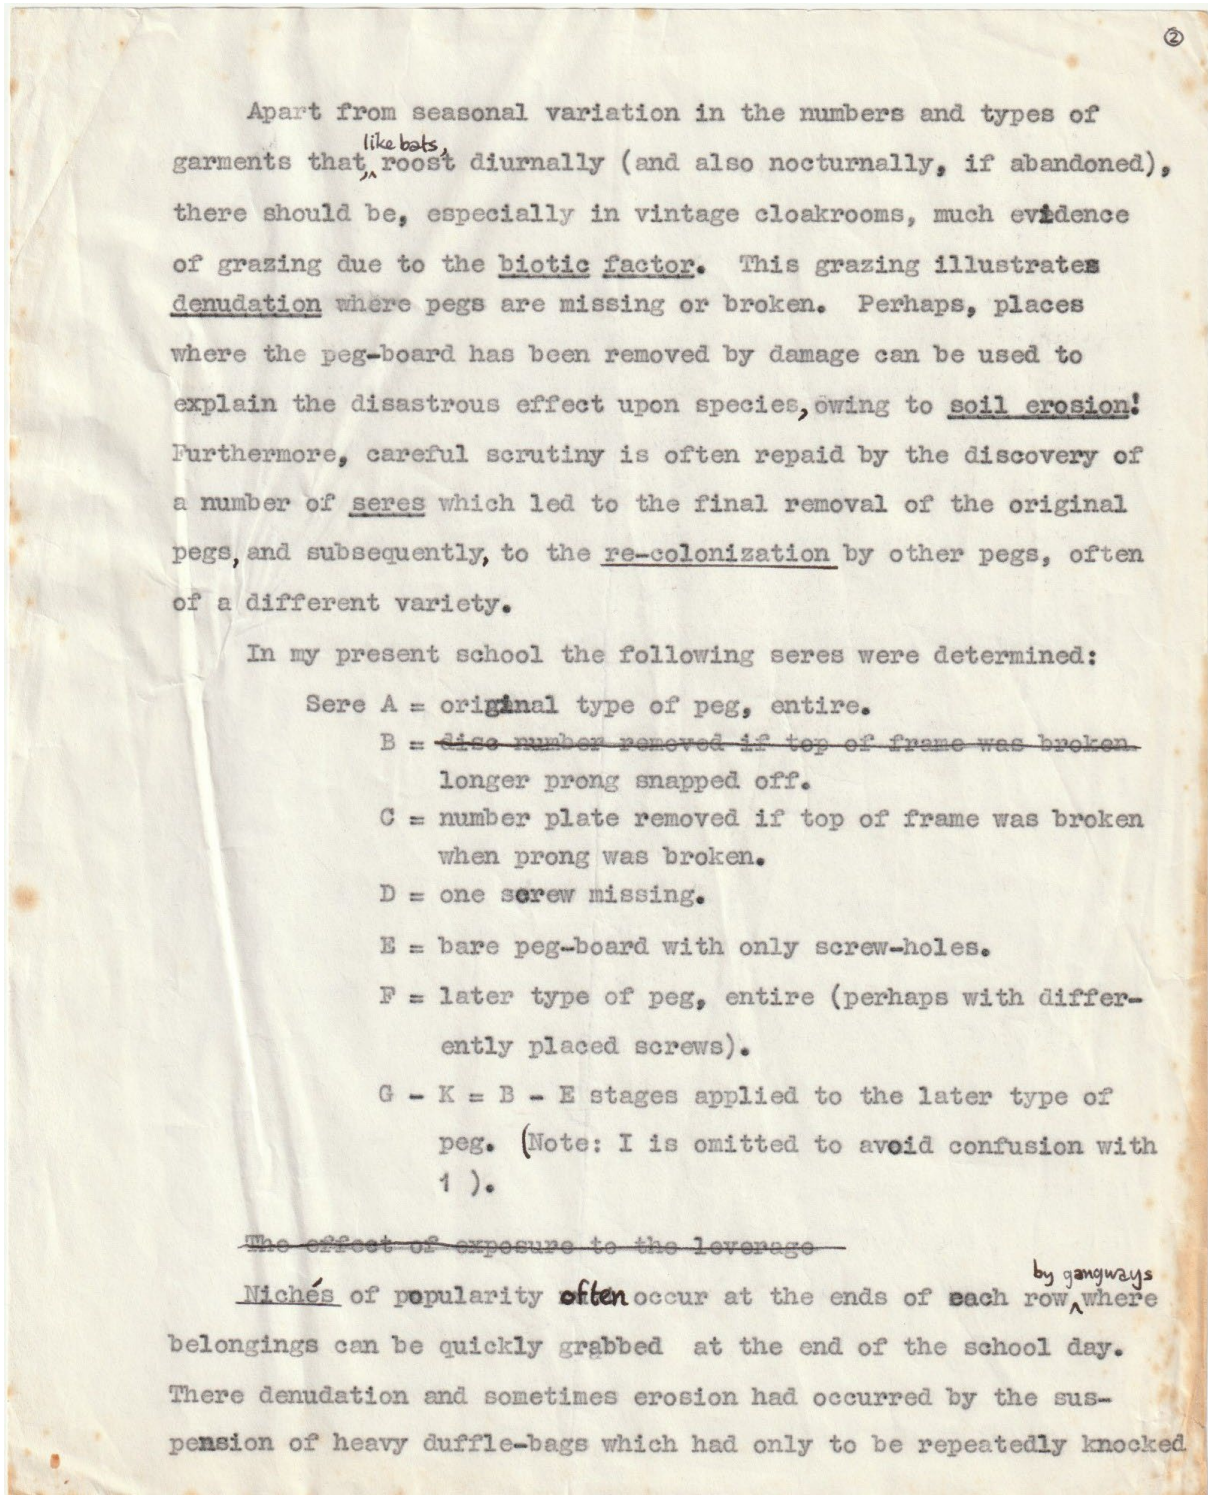 ②
Apart from seasonal variation in the numbers and types of
like bats,
garments that, roost diurnally (and also nocturnally, if abandoned),
there should be, especially in vintage cloakrooms, much evidence
of grazing due to the biotic factor. This grazing illustrates
denudation where pegs are missing or broken. Perhaps, places
where the peg-board has been removed by damage can be used to
explain the disastrous effect upon species, owing to soil erosion!
Furthermore, careful scrutiny is often repaid by the discovery of
a number of seres which led to the final removal of the original
pegs, and subsequently, to the re-colonization by other pegs, often
of a different variety.
In my present school the following seres were determined:
Sere A = original type of peg, entire.
B = disc number removed if top of frame was broken.
longer prong snapped off.
C = number plate removed if top of frame was broken
when prong was broken.
D = one screw missing.
E = bare peg-board with only screw-holes.
F = later type of peg, entire (perhaps with differ-
ently placed screws).
G - K = B - E stages applied to the later type of
peg. (Note: I is omitted to avoid confusion with
1 ).
The effect of exposure to the leverage
by gangways
Nichés of popularity often occur at the ends of each row where
belongings can be quickly grabbed at the end of the school day.
There denudation and sometimes erosion had occurred by the sus-
pension of heavy duffle-bags which had only to be repeatedly knocked